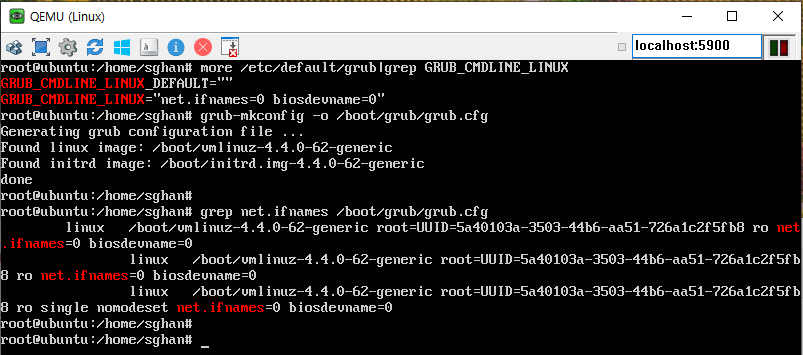 QEMU (Linux)
localhost:5900
root@ubuntu:/home/sghan# more /etc/default/grub|grep GRUB_CMDLINE_LINUX
GRUB_CMDLINE_LINUX_DEFAULT=""
GRUB_CMDLINE_LINUX="net.ifnames=0 biosdevname=0"
root@ubuntu:/home/sghan# grub-mkconfig -o /boot/grub/grub.cfg
Generating grub configuration file ...
Found linux image: /boot/vmlinuz-4.4.0-62-generic
Found initrd image: /boot/initrd.img-4.4.0-62-generic
done
root@ubuntu:/home/sghan#
root@ubuntu:/home/sghan# grep net.ifnames /boot/grub/grub.cfg
linux /boot/vmlinuz-4.4.0-62-generic root=UUID=5a40103a-3503-44b6-aa51-726a1c2f5fb8 ro net
.ifnames=0 biosdevname=0
linux /boot/vmlinuz-4.4.0-62-generic root=UUID=5a40103a-3503-44b6-aa51-726a1c2f5fb
8 ro net.ifnames=0 biosdevname=0
linux /boot/vmlinuz-4.4.0-62-generic root=UUID=5a40103a-3503-44b6-aa51-726a1c2f5fb
8 ro single nomodeset net.ifnames=0 biosdevname=0
root@ubuntu:/home/sghan#
root@ubuntu:/home/sghan# _